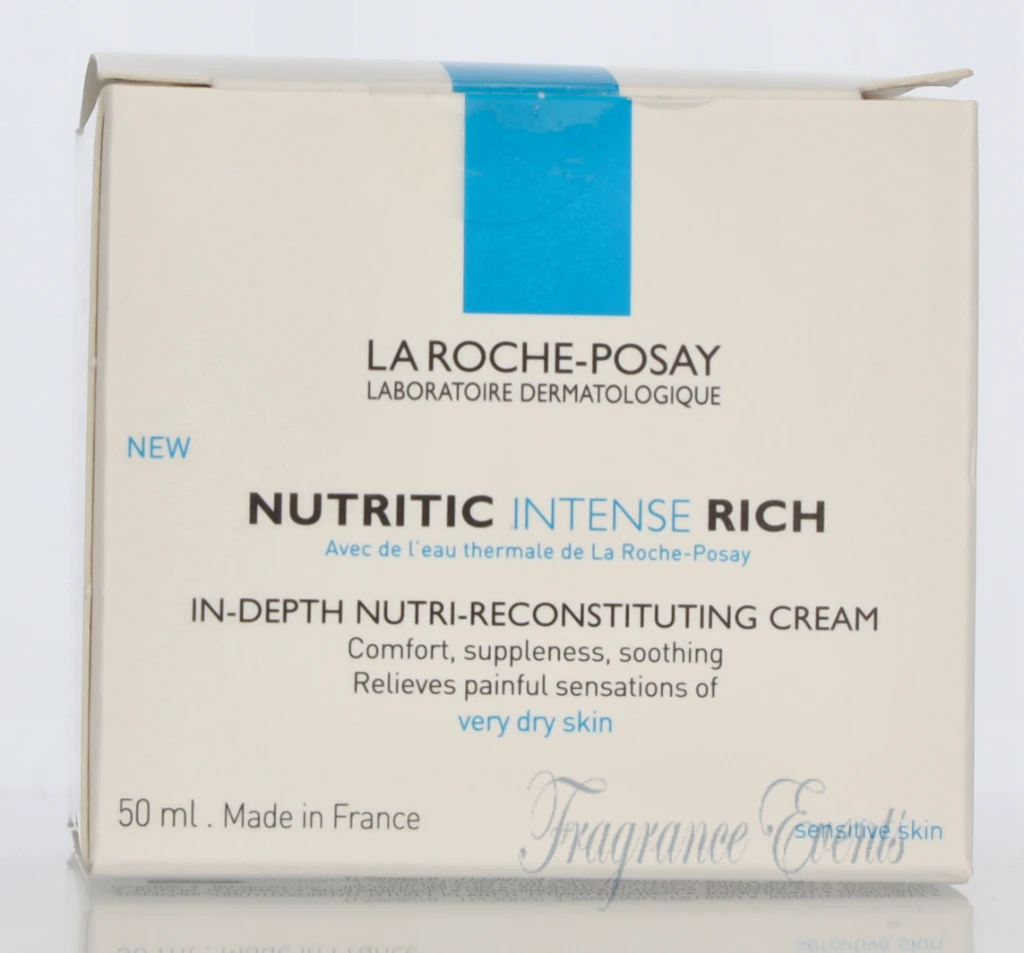 LA ROCHE-POSAY
LABORATOIRE DERMATOLOGIQUE
NEW
NUTRITIC INTENSE RICH
Avec de l'eau thermale de La Roche-Posay
IN-DEPTH NUTRI-RECONSTITUTING CREAM
Comfort, suppleness, soothing
Relieves painful sensations of
very dry skin
50 ml . Made in France
sensitive skin
Fragrance Events